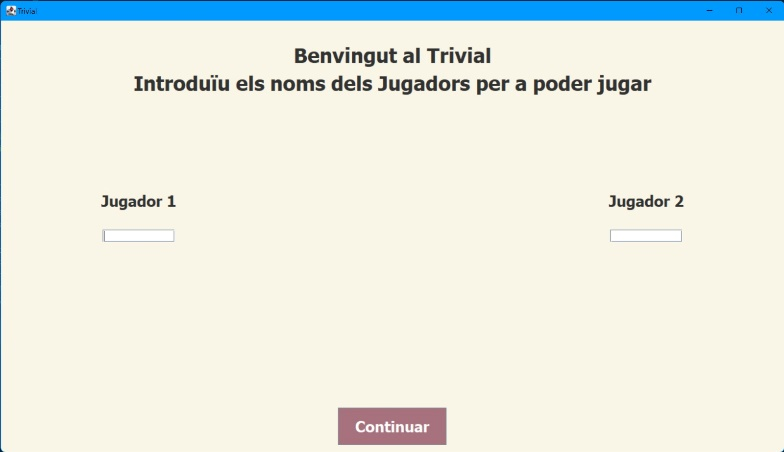 Trivial
Benvingut al Trivial
Introduïu els noms dels Jugadors per a poder jugar
Jugador 1
Jugador 2
Continuar